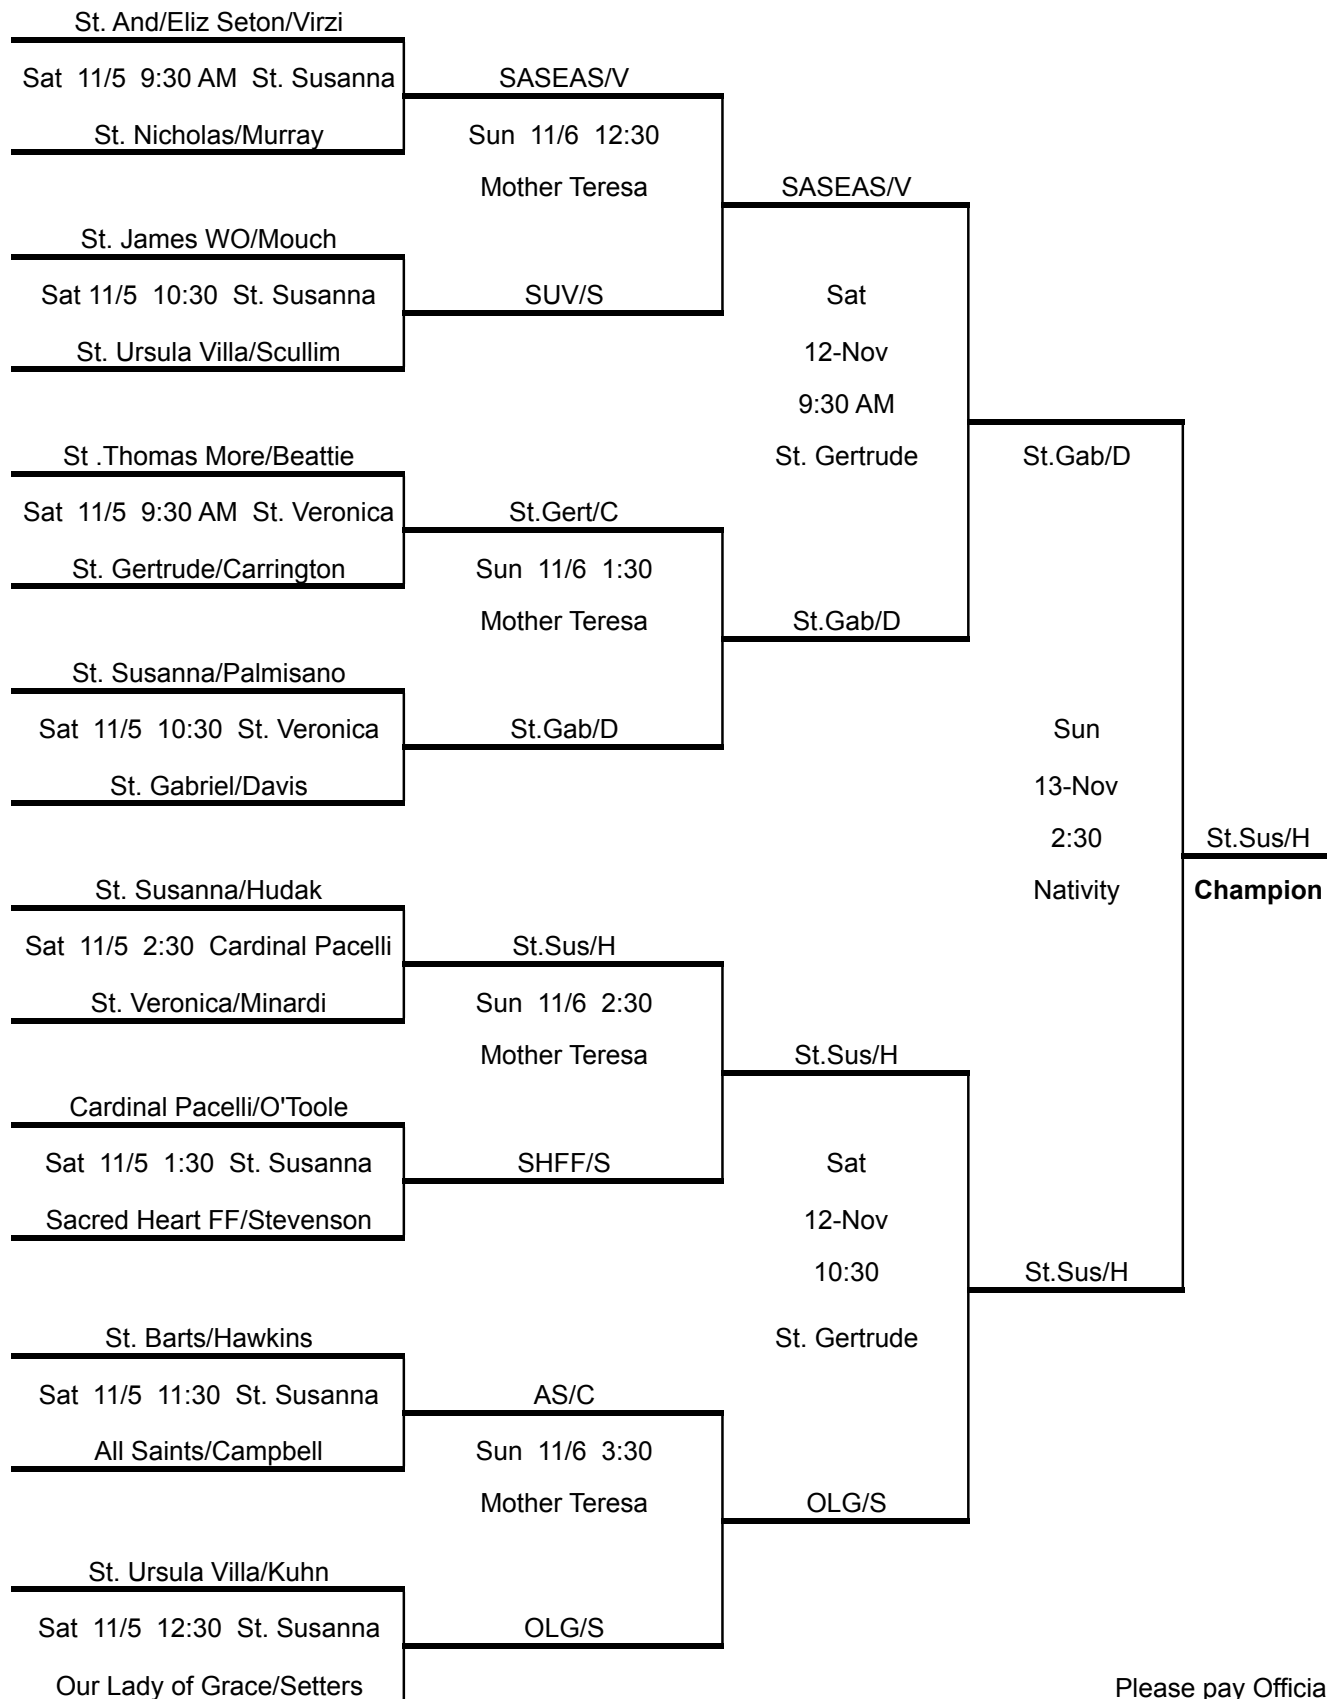 St. And/Eliz Seton/Virzi
Sat 11/5 9:30 AM St. Susanna
SASEAS/V
St. Nicholas/Murray
Sun 11/6 12:30
Mother Teresa
SASEAS/V
St. James WO/Mouch
Sat 11/5 10:30 St. Susanna
SUV/S
Sat
St. Ursula Villa/Scullim
12-Nov
9:30 AM
St .Thomas More/Beattie
St. Gertrude
St.Gab/D
Sat 11/5 9:30 AM St. Veronica
St.Gert/C
St. Gertrude/Carrington
Sun 11/6 1:30
Mother Teresa
St.Gab/D
St. Susanna/Palmisano
Sat 11/5 10:30 St. Veronica
St.Gab/D
Sun
St. Gabriel/Davis
13-Nov
2:30
St.Sus/H
St. Susanna/Hudak
Nativity
Champion
Sat 11/5 2:30 Cardinal Pacelli
St.Sus/H
St. Veronica/Minardi
Sun 11/6 2:30
Mother Teresa
St.Sus/H
Cardinal Pacelli/O'Toole
Sat 11/5 1:30 St. Susanna
SHFF/S
Sat
Sacred Heart FF/Stevenson
12-Nov
10:30
St.Sus/H
St. Barts/Hawkins
St. Gertrude
Sat 11/5 11:30 St. Susanna
AS/C
All Saints/Campbell
Sun 11/6 3:30
Mother Teresa
OLG/S
St. Ursula Villa/Kuhn
Sat 11/5 12:30 St. Susanna
OLG/S
Our Lady of Grace/Setters
Please pay Officia